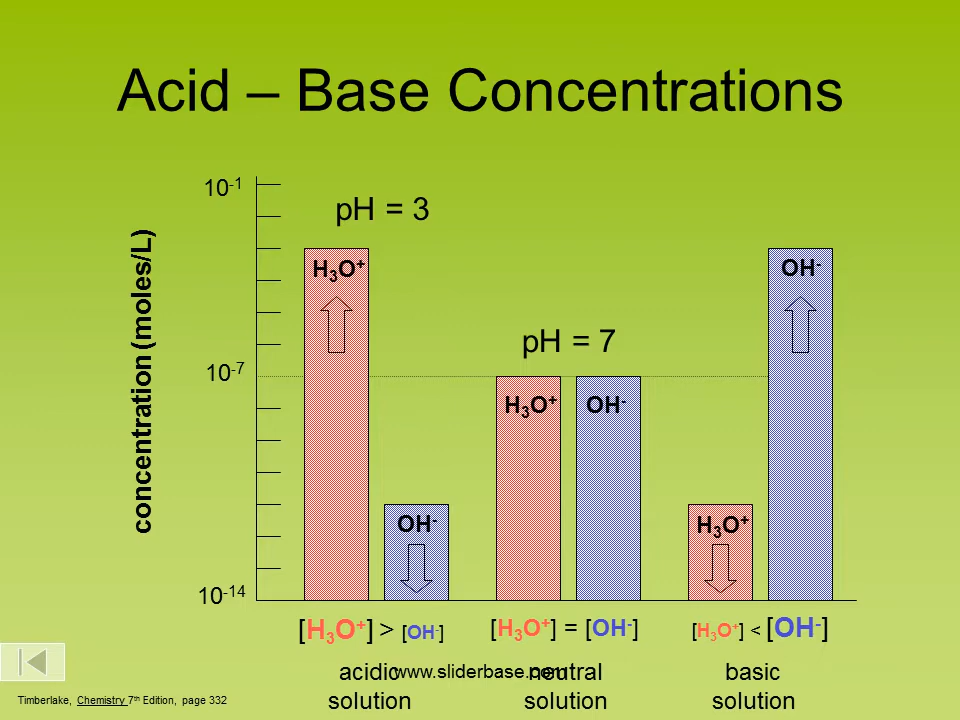 Acid – Base Concentrations
10⁻¹
pH = 3
H₃O⁺
OH⁻
concentration (moles/L)
pH = 7
10⁻⁷
H₃O⁺
OH⁻
OH⁻
H₃O⁺
10⁻¹⁴
[H₃O⁺] > [OH⁻]
[H₃O⁺] = [OH⁻]
[H₃O⁺] < [OH⁻]
acidic
solution
neutral
solution
basic
solution
www.sliderbase.com
Timberlake, Chemistry 7ᵗʰ Edition, page 332